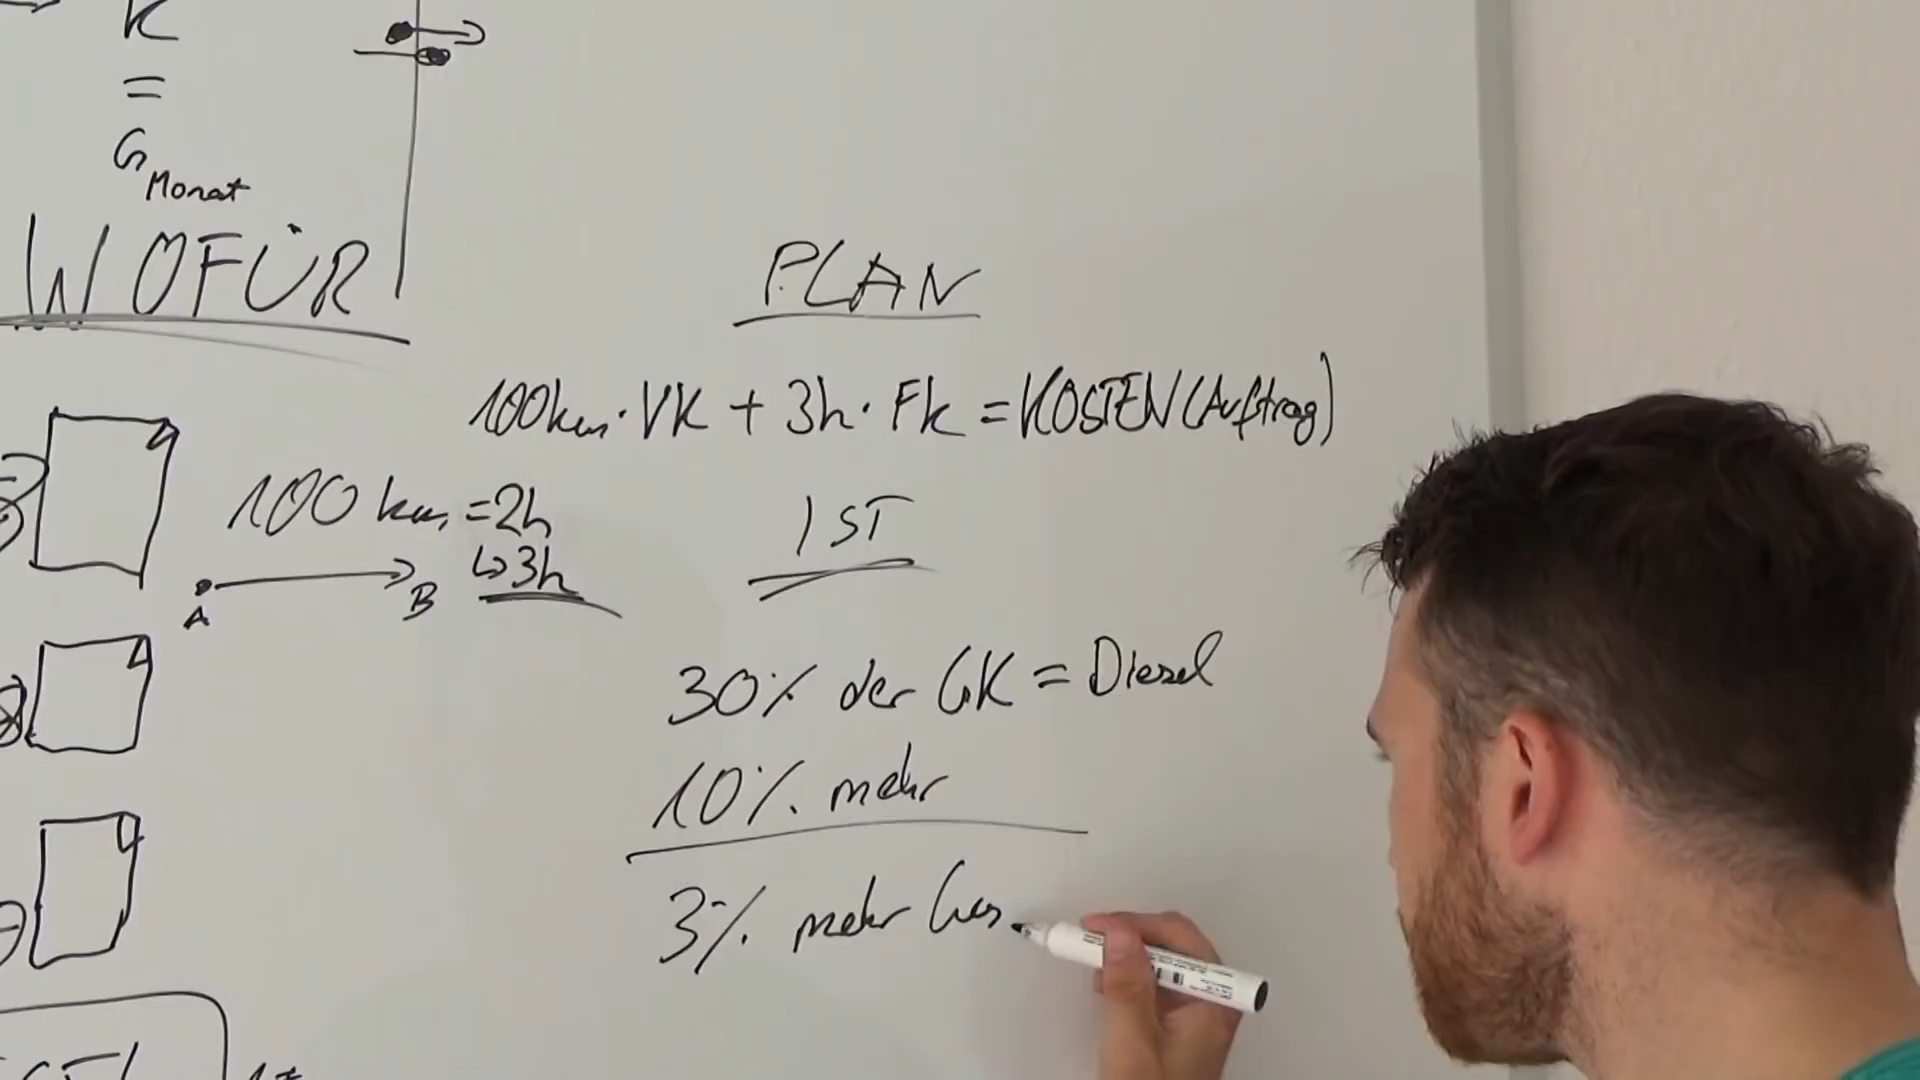 K
=
G Monat
WOFÜR
PLAN
100km · VK + 3h · FK = KOSTEN (Auftrag)
100 km = 2h
↳ 3h
A B
IST
30% der GK = Diesel
10% mehr
3% mehr Ges